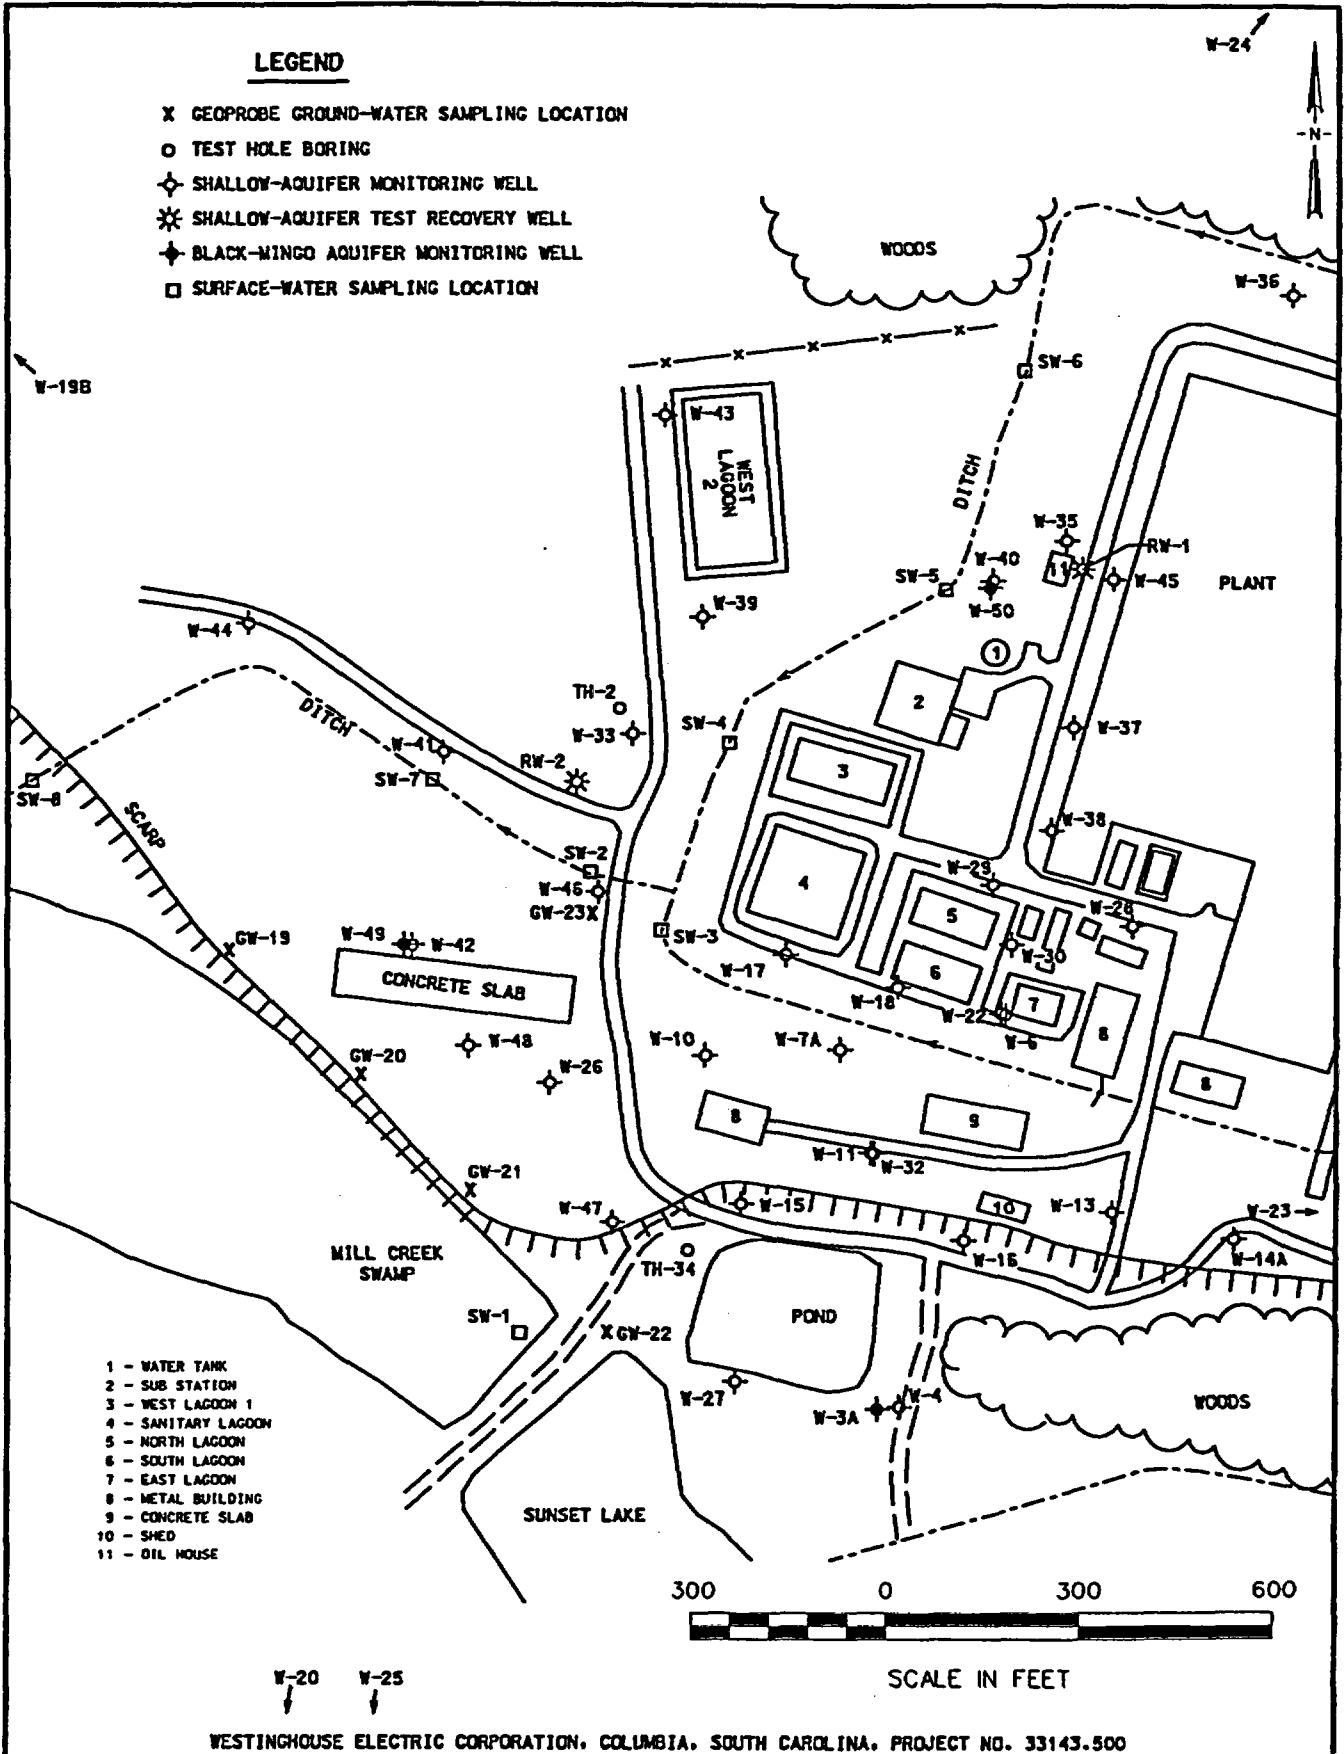 W-24
LEGEND
X GEOPROBE GROUND-WATER SAMPLING LOCATION
TEST HOLE BORING
SHALLOW-AQUIFER MONITORING WELL
SHALLOW-AQUIFER TEST RECOVERY WELL
BLACK-MINGO AQUIFER MONITORING WELL
SURFACE-WATER SAMPLING LOCATION
-N-
WOODS
W-36
SW-6
W-19B
W-43
WEST
LAGOON
2
DITCH
W-35
RW-1
W-40
11
SW-5
W-45
PLANT
W-50
W-39
W-44
1
2
TH-2
DITCH
W-33
SW-4
W-37
W-41
RW-2
3
SW-7
SW-8
SCARP
W-38
SW-2
W-29
4
W-46
GW-23X
5
W-28
SW-3
GW-19
W-49
W-42
W-30
W-17
6
CONCRETE SLAB
W-18
7
W-22
8
W-6
W-48
W-10
W-7A
GW-20
W-26
8
8
9
W-11
W-32
GW-21
W-47
W-15
10
W-13
W-23
MILL CREEK
SWAMP
TH-34
W-16
W-14A
SW-1
X GW-22
POND
1 - WATER TANK
2 - SUB STATION
3 - WEST LAGOON 1
4 - SANITARY LAGOON
5 - NORTH LAGOON
6 - SOUTH LAGOON
7 - EAST LAGOON
8 - METAL BUILDING
9 - CONCRETE SLAB
10 - SHED
11 - OIL HOUSE
W-27
W-4
W-3A
WOODS
SUNSET LAKE
300 0 300 600
SCALE IN FEET
W-20 W-25
WESTINGHOUSE ELECTRIC CORPORATION, COLUMBIA, SOUTH CAROLINA, PROJECT NO. 33143.500